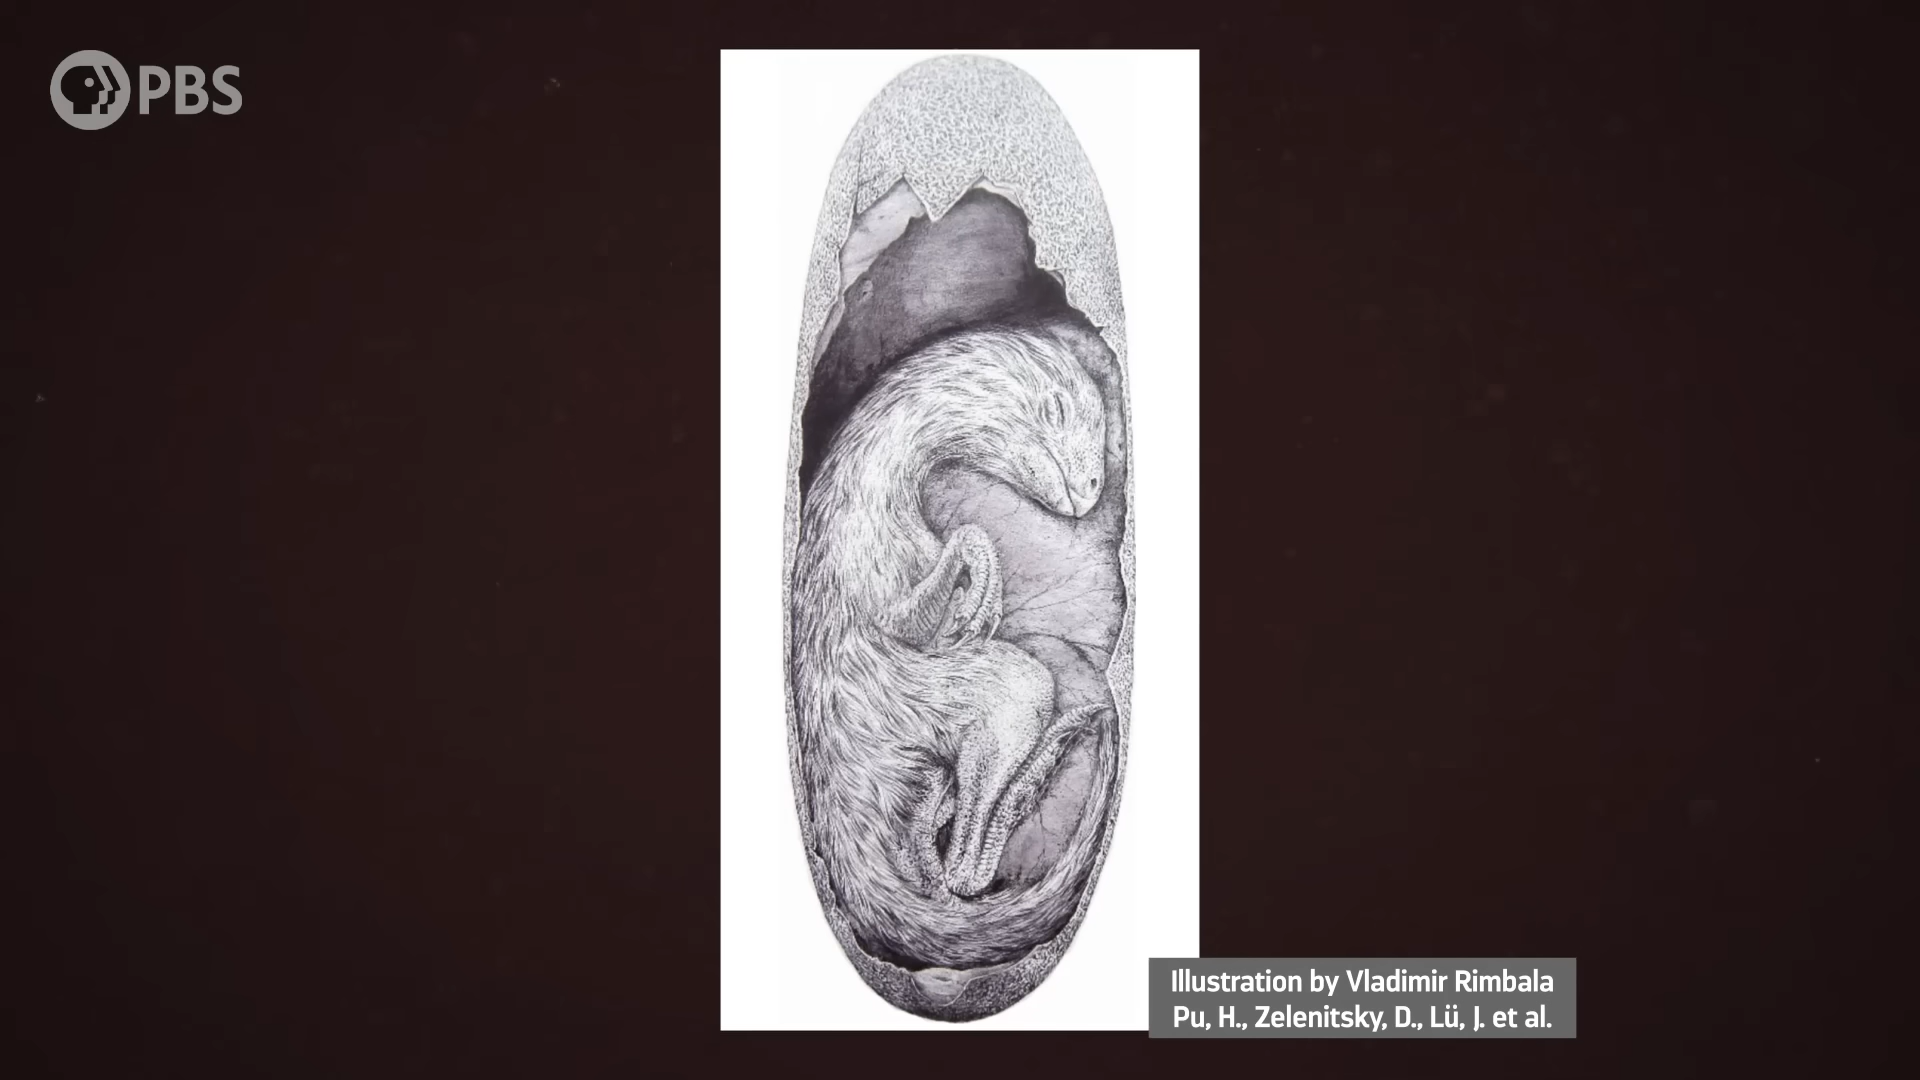 PBS
Illustration by Vladimir Rimbala
Pu, H., Zelenitsky, D., Lü, J. et al.